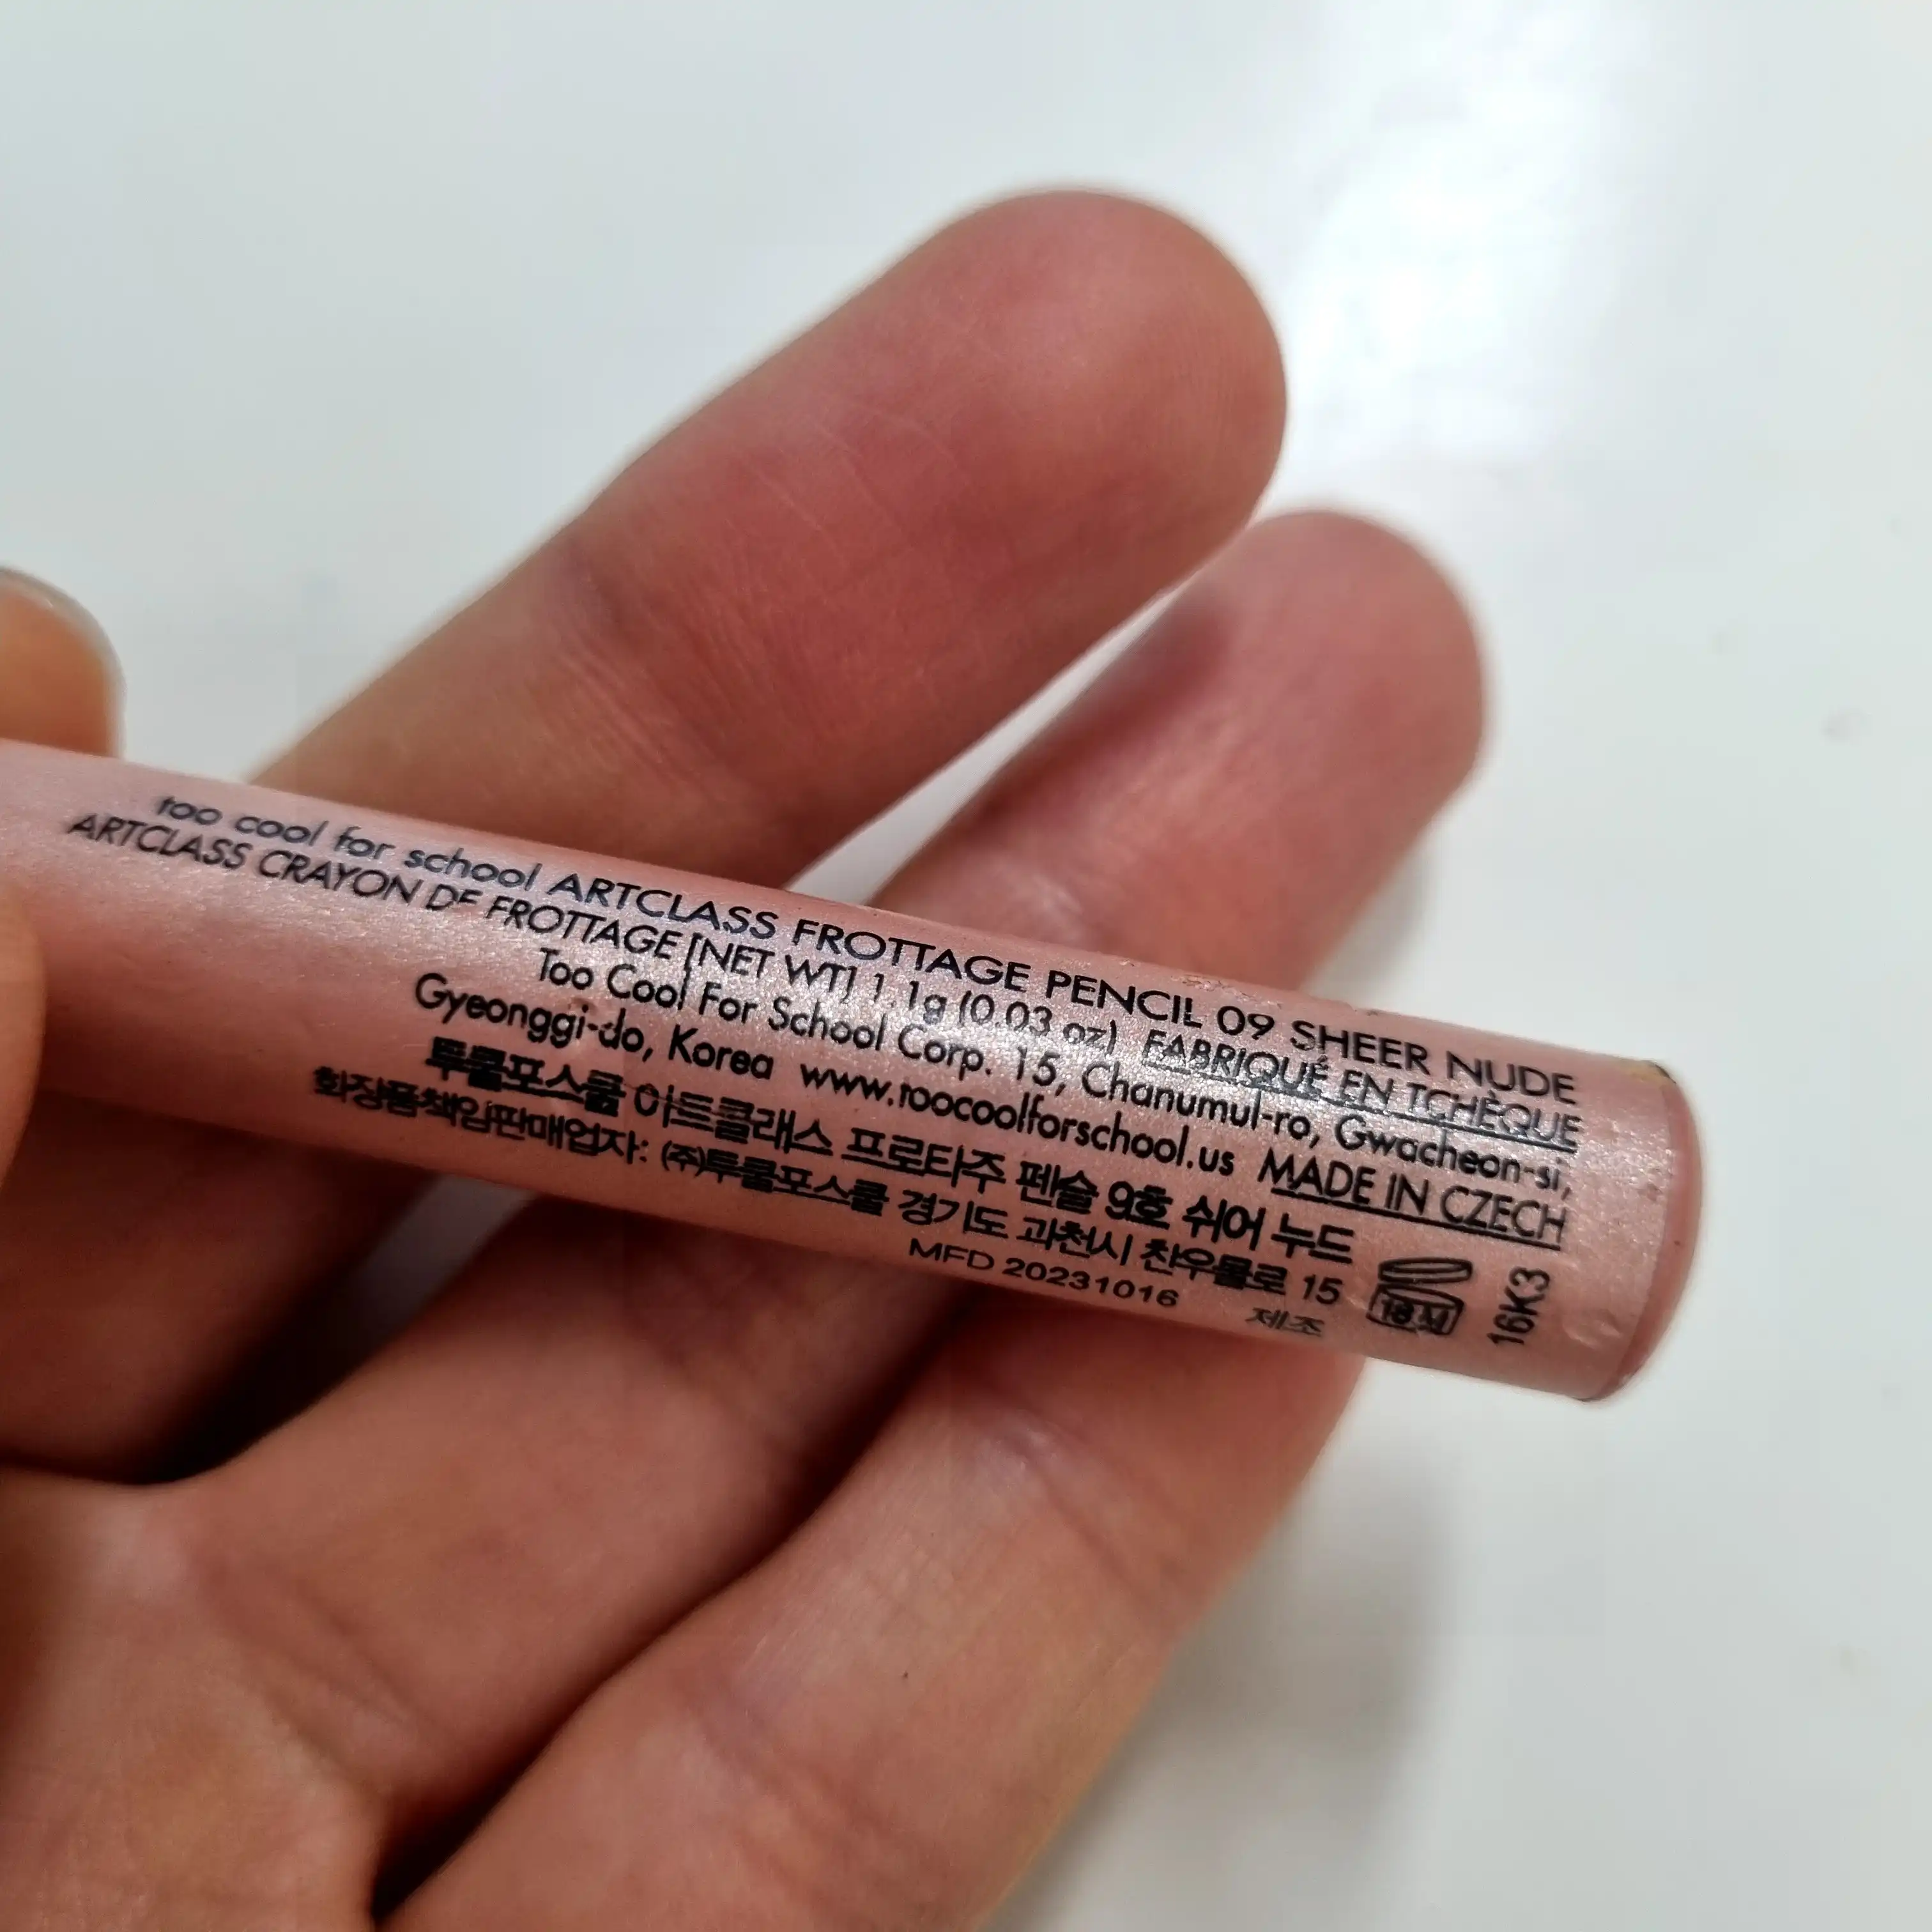 too cool for school ARTCLASS FROTTAGE PENCIL 09 SHEER NUDE
ARTCLASS CRAYON DE FROTTAGE [NET WT] 1.1g (0.03 oz) FABRIQUÉ EN TCHÈQUE
Too Cool For School Corp. 15, Chanumul-ro, Gwacheon-si,
Gyeonggi-do, Korea www.toocoolforschool.us MADE IN CZECH
투쿨포스쿨 아트클래스 프로타주 펜슬 9호 쉬어 누드
화장품책임판매업자: ㈜투쿨포스쿨 경기도 과천시 찬우물로 15
MFD 20231016 제조
18M
16K3